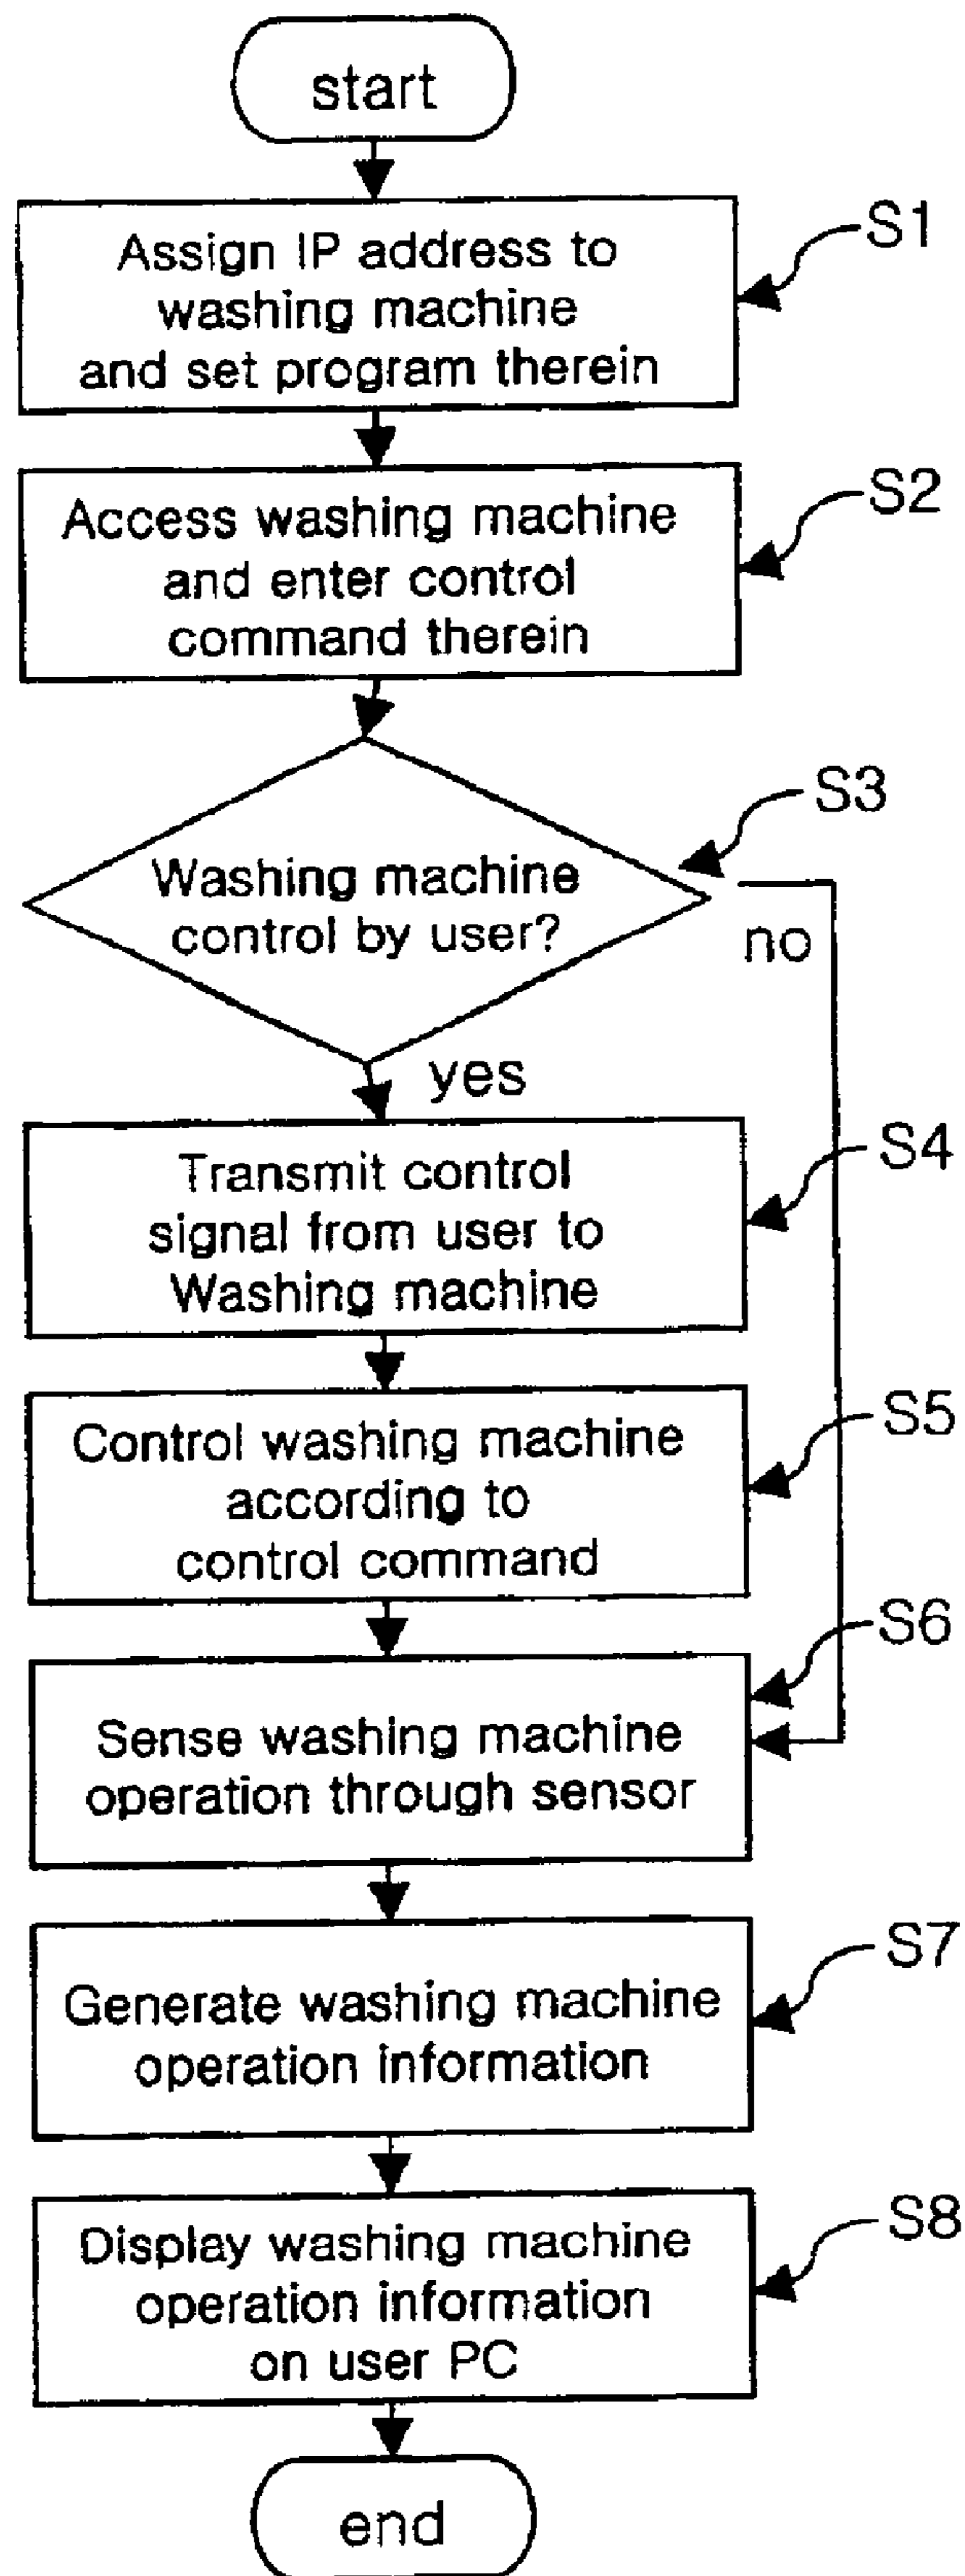 start
Assign IP address to
washing machine
and set program therein
S1
Access washing machine
and enter control
command therein
S2
Washing machine
control by user?
S3
no
yes
Transmit control
signal from user to
Washing machine
S4
Control washing machine
according to
control command
S5
Sense washing machine
operation through sensor
S6
Generate washing machine
operation information
S7
Display washing machine
operation information
on user PC
S8
end